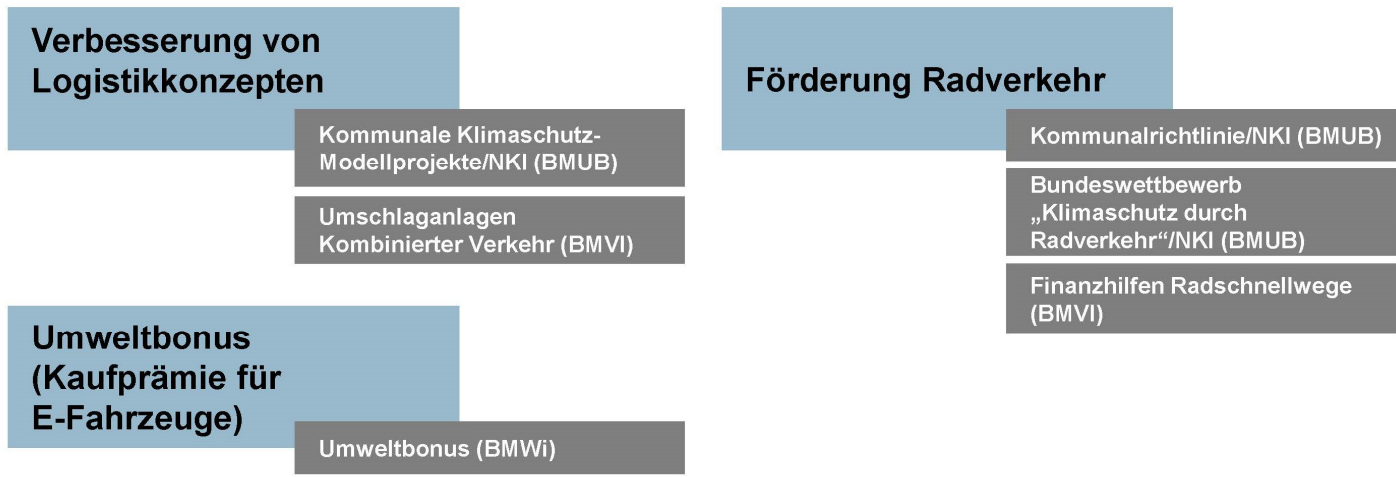 Verbesserung von
Logistikkonzepten
Kommunale Klimaschutz-
Modellprojekte/NKI (BMUB)
Umschlaganlagen
Kombinierter Verkehr (BMVI)
Umweltbonus
(Kaufprämie für
E-Fahrzeuge)
Umweltbonus (BMWi)
Förderung Radverkehr
Kommunalrichtlinie/NKI (BMUB)
Bundeswettbewerb
„Klimaschutz durch
Radverkehr“/NKI (BMUB)
Finanzhilfen Radschnellwege
(BMVI)